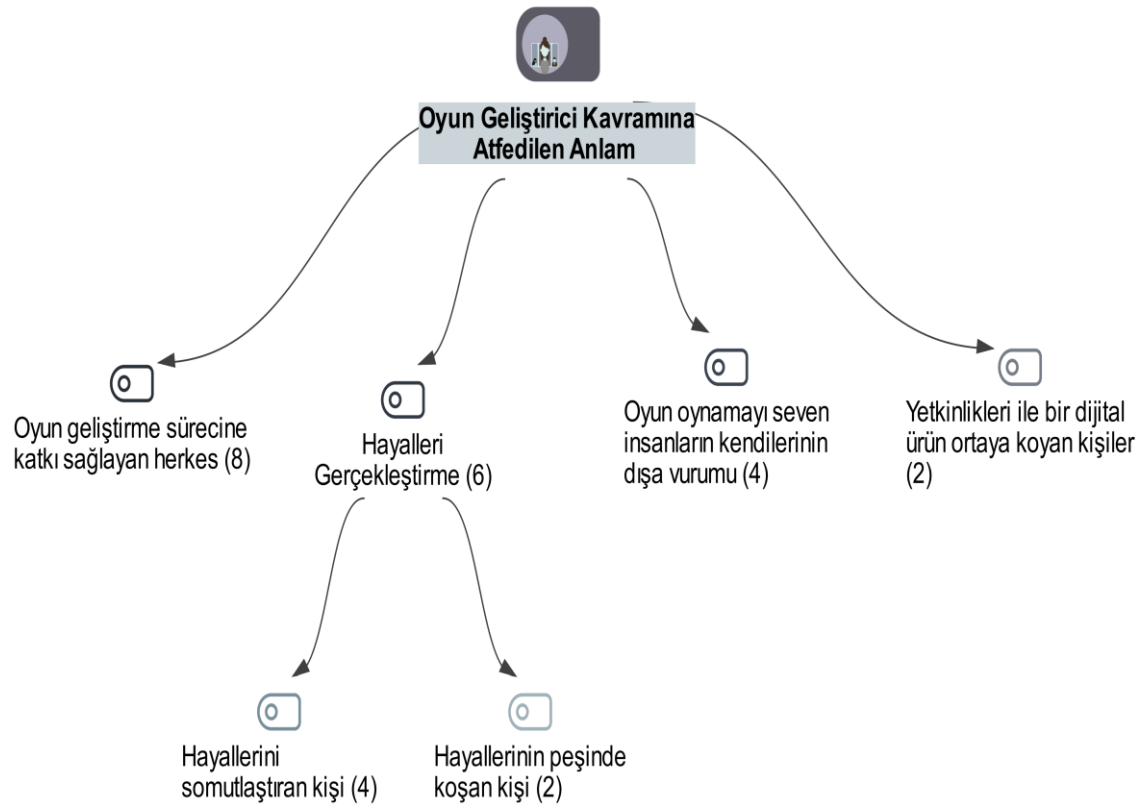 Oyun Geliştirici Kavramına
Atfedilen Anlam
Oyun geliştirme sürecine
katkı sağlayan herkes (8)
Hayalleri
Gerçekleştirme (6)
Oyun oynamayı seven
insanların kendilerinin
dışa vurumu (4)
Yetkinlikleri ile bir dijital
ürün ortaya koyan kişiler
(2)
Hayallerini
somutlaştıran kişi (4)
Hayallerinin peşinde
koşan kişi (2)